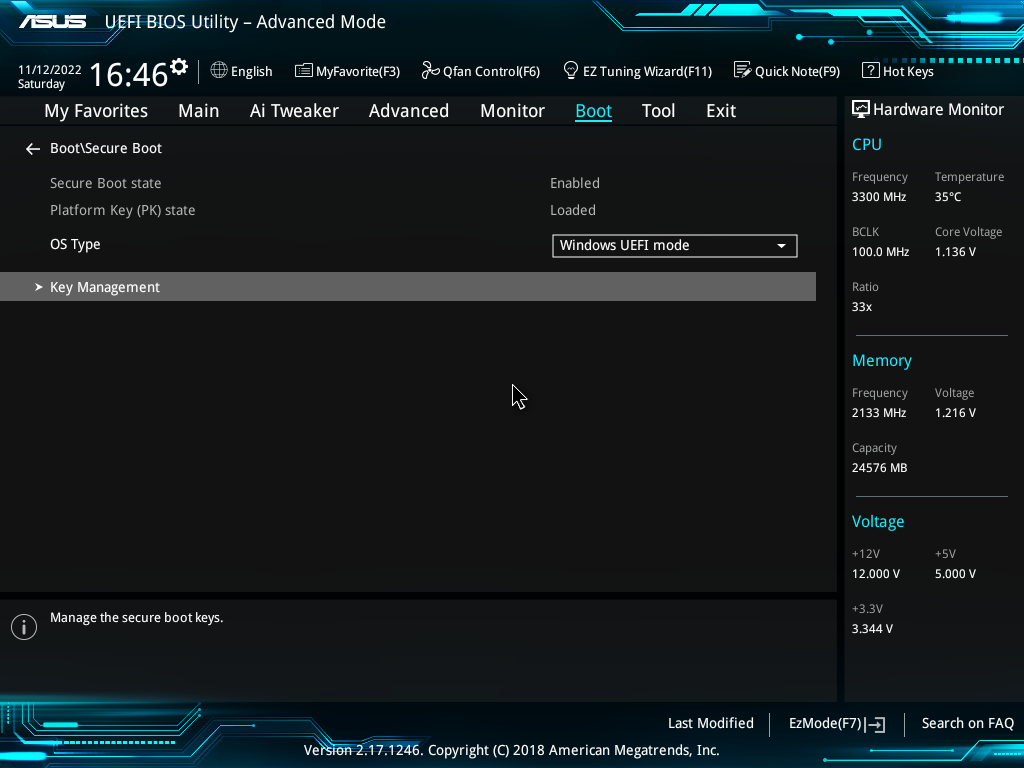 ASUS UEFI BIOS Utility – Advanced Mode
11/12/2022
Saturday
16:46
English MyFavorite(F3) Qfan Control(F6) EZ Tuning Wizard(F11) Quick Note(F9) ? Hot Keys
My Favorites Main Ai Tweaker Advanced Monitor Boot Tool Exit
Boot\Secure Boot
Secure Boot state Enabled
Platform Key (PK) state Loaded
OS Type Windows UEFI mode
Key Management
Manage the secure boot keys.
Hardware Monitor
CPU
Frequency Temperature
3300 MHz 35°C
BCLK Core Voltage
100.0 MHz 1.136 V
Ratio
33x
Memory
Frequency Voltage
2133 MHz 1.216 V
Capacity
24576 MB
Voltage
+12V +5V
12.000 V 5.000 V
+3.3V
3.344 V
Last Modified EzMode(F7) Search on FAQ
Version 2.17.1246. Copyright (C) 2018 American Megatrends, Inc.